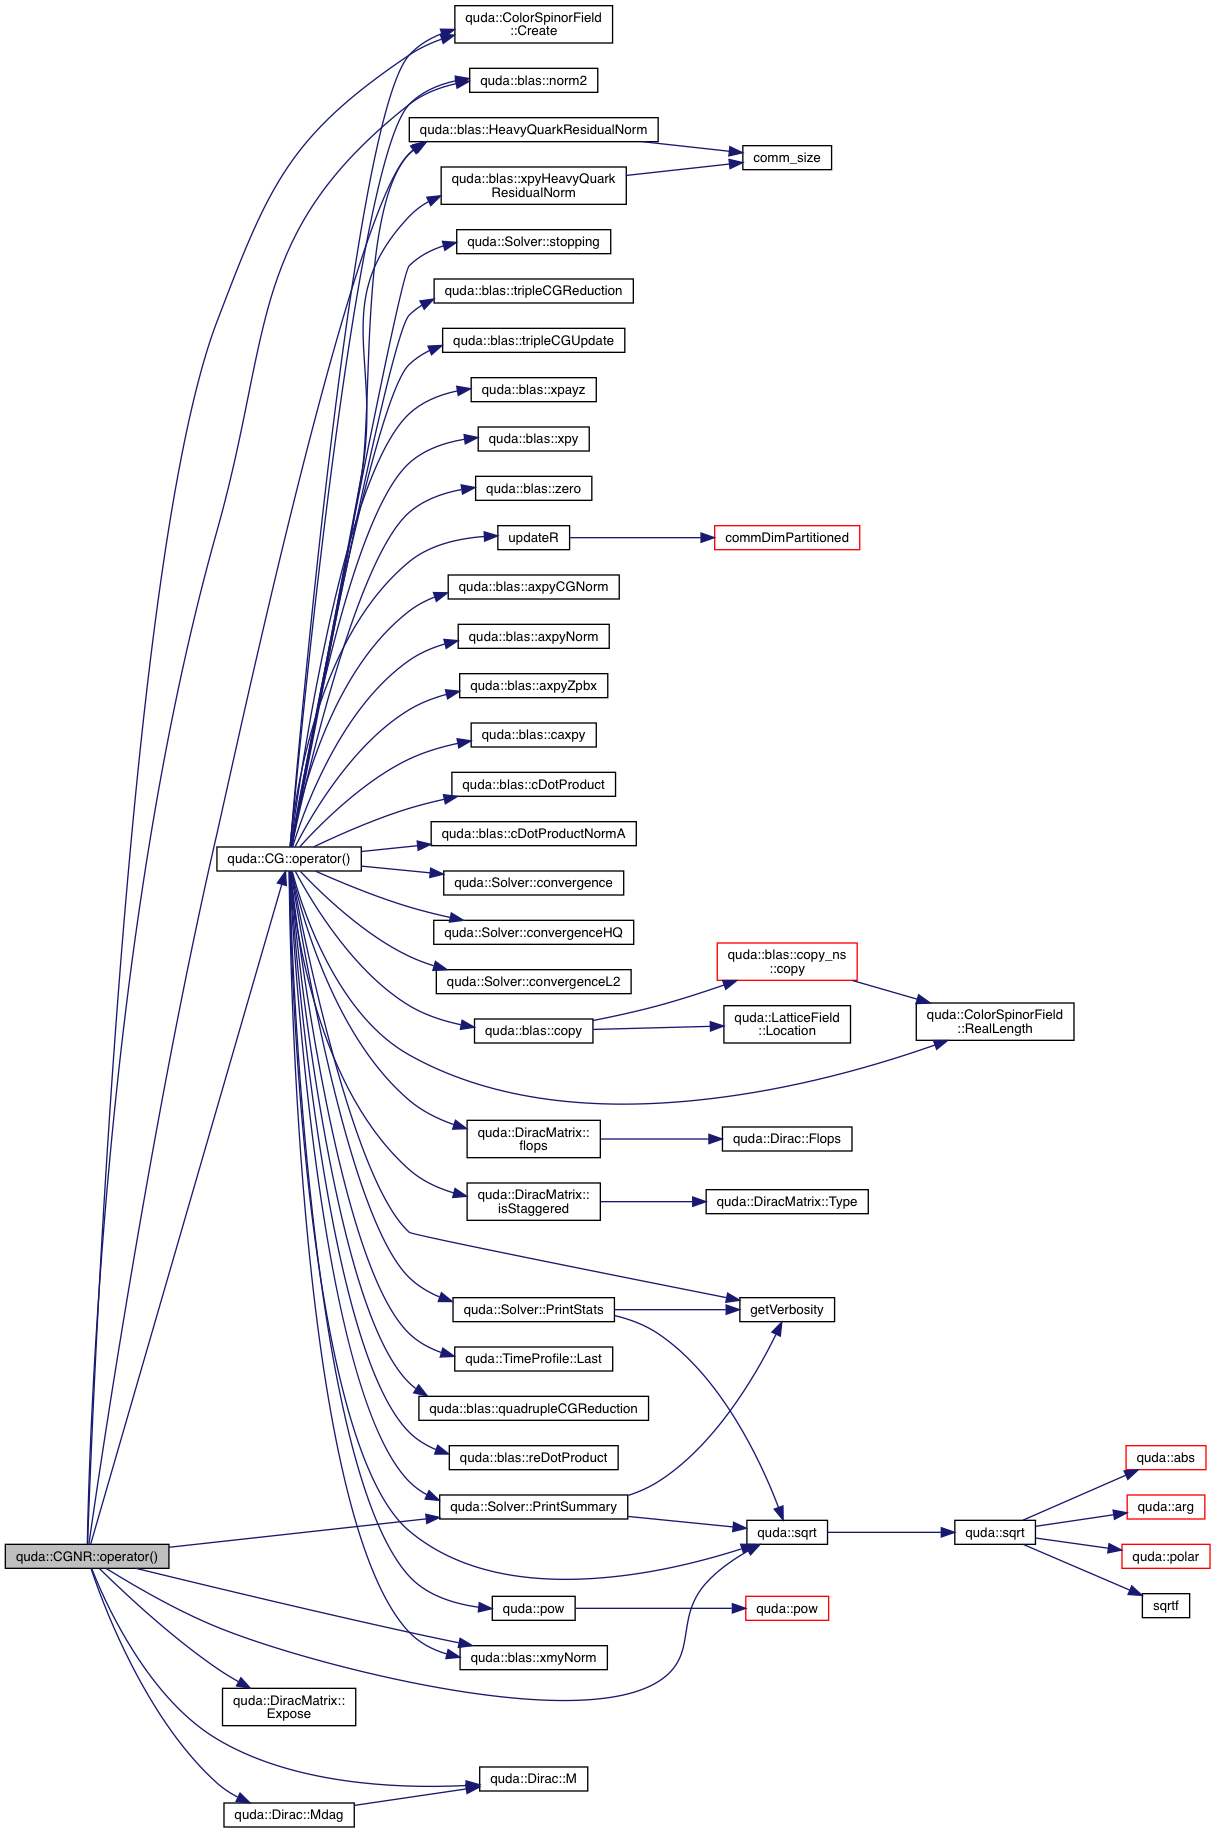 quda::ColorSpinorField
::Create
quda::blas::norm2
quda::blas::HeavyQuarkResidualNorm
comm_size
quda::blas::xpyHeavyQuark
ResidualNorm
quda::Solver::stopping
quda::blas::tripleCGReduction
quda::blas::tripleCGUpdate
quda::blas::xpayz
quda::blas::xpy
quda::blas::zero
updateR
commDimPartitioned
quda::blas::axpyCGNorm
quda::blas::axpyNorm
quda::blas::axpyZpbx
quda::blas::caxpy
quda::blas::cDotProduct
quda::blas::cDotProductNormA
quda::CG::operator()
quda::Solver::convergence
quda::Solver::convergenceHQ
quda::Solver::convergenceL2
quda::blas::copy_ns
::copy
quda::blas::copy
quda::LatticeField
::Location
quda::ColorSpinorField
::RealLength
quda::DiracMatrix::
flops
quda::Dirac::Flops
quda::DiracMatrix::
isStaggered
quda::DiracMatrix::Type
quda::Solver::PrintStats
getVerbosity
quda::TimeProfile::Last
quda::blas::quadrupleCGReduction
quda::blas::reDotProduct
quda::Solver::PrintSummary
quda::sqrt
quda::sqrt
quda::abs
quda::arg
quda::polar
sqrtf
quda::CGNR::operator()
quda::pow
quda::pow
quda::blas::xmyNorm
quda::DiracMatrix::
Expose
quda::Dirac::M
quda::Dirac::Mdag